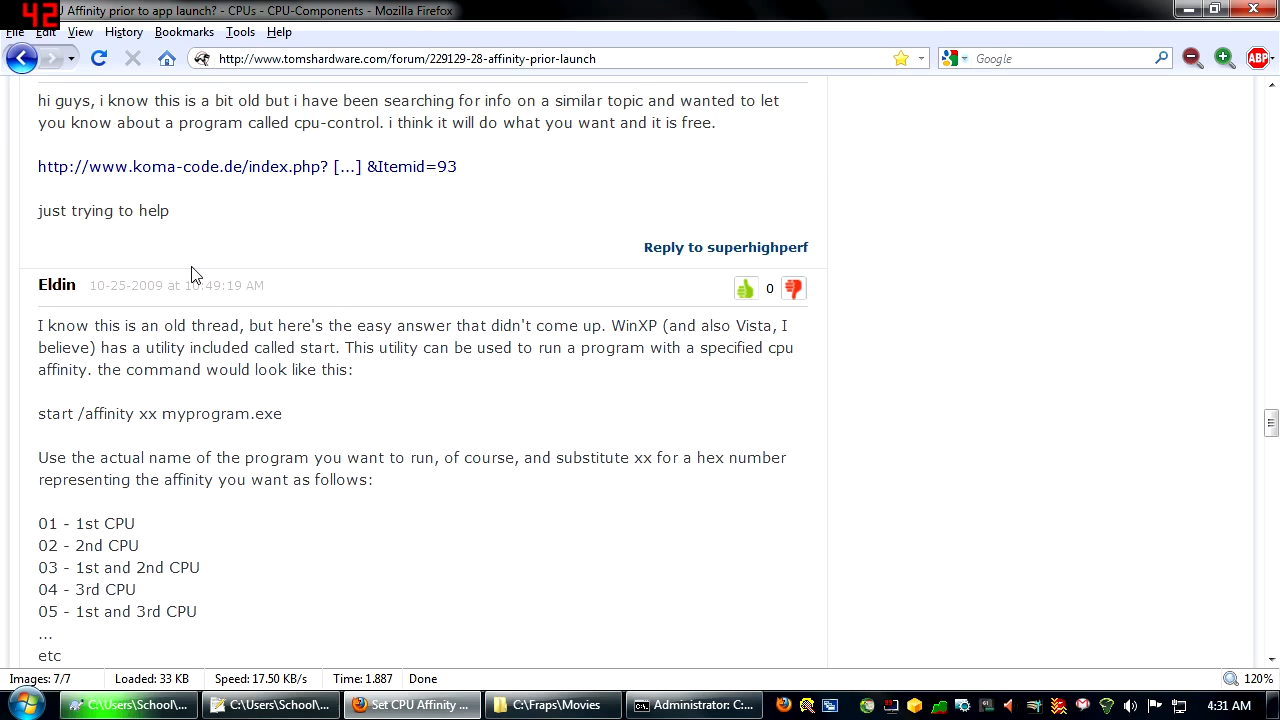 42
U Affinity prior to app launch? - CPUs - CPU-Components - Mozilla Firefox
File Edit View History Bookmarks Tools Help
http://www.tomshardware.com/forum/229129-28-affinity-prior-launch
Google
ABP
hi guys, i know this is a bit old but i have been searching for info on a similar topic and wanted to let
you know about a program called cpu-control. i think it will do what you want and it is free.
http://www.koma-code.de/index.php? [...] &Itemid=93
just trying to help
Reply to superhighperf
Eldin 10-25-2009 at 10:49:19 AM
0
I know this is an old thread, but here's the easy answer that didn't come up. WinXP (and also Vista, I
believe) has a utility included called start. This utility can be used to run a program with a specified cpu
affinity. the command would look like this:
start /affinity xx myprogram.exe
Use the actual name of the program you want to run, of course, and substitute xx for a hex number
representing the affinity you want as follows:
01 - 1st CPU
02 - 2nd CPU
03 - 1st and 2nd CPU
04 - 3rd CPU
05 - 1st and 3rd CPU
...
etc
Images: 7/7 Loaded: 33 KB Speed: 17.50 KB/s Time: 1.887 Done 120%
C:\Users\School\... C:\Users\School\... Set CPU Affinity ... C:\Fraps\Movies Administrator: C:... 4:31 AM